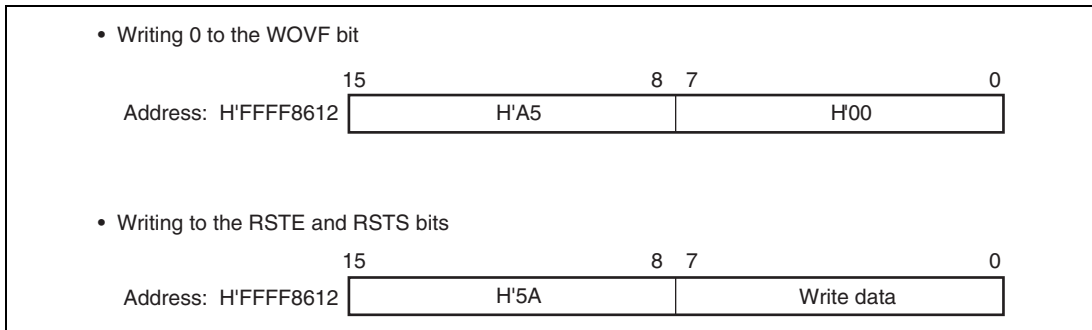 • Writing 0 to the WOVF bit
15 8 7 0
Address: H'FFFF8612 H'A5 H'00
• Writing to the RSTE and RSTS bits
15 8 7 0
Address: H'FFFF8612 H'5A Write data